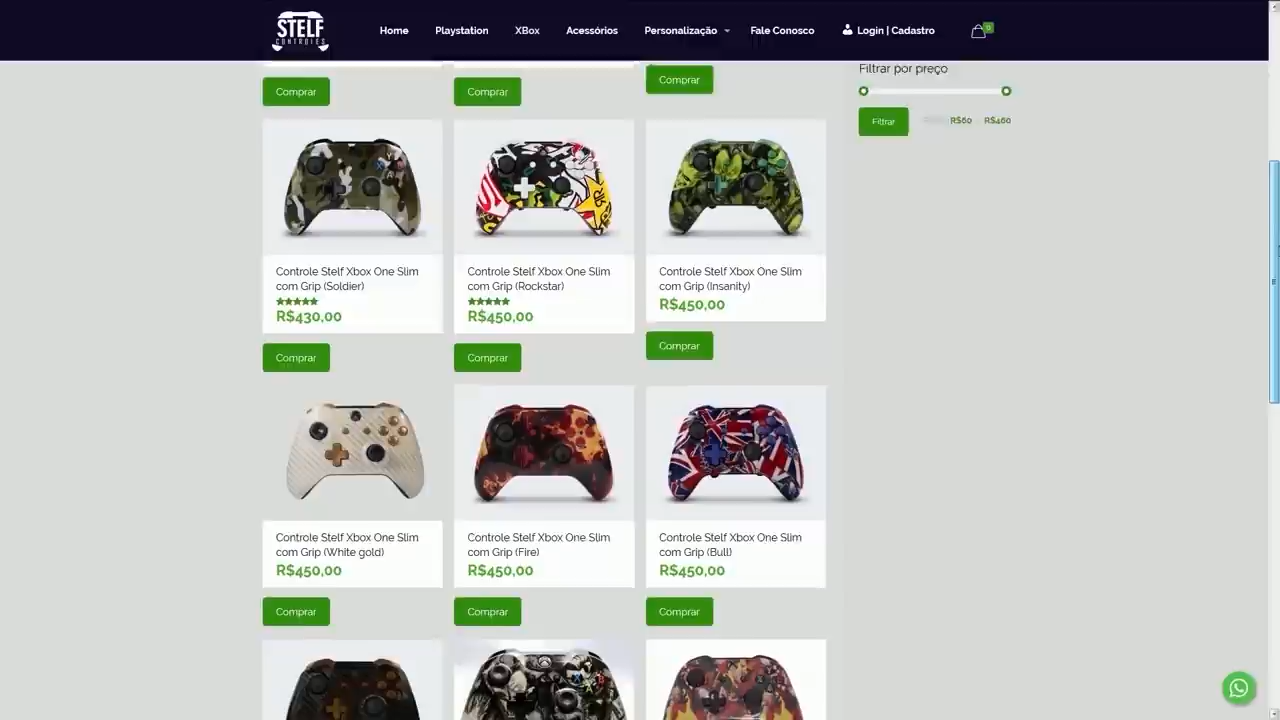 STELF
CONTROLES
Home
Playstation
XBox
Acessórios
Personalização
Fale Conosco
Login | Cadastro
0
Filtrar por preço
Comprar
Comprar
Comprar
Filtrar
R$60
R$460
Controle Stelf Xbox One Slim
com Grip (Soldier)
R$430,00
Comprar
Controle Stelf Xbox One Slim
com Grip (Rockstar)
R$450,00
Comprar
Controle Stelf Xbox One Slim
com Grip (Insanity)
R$450,00
Comprar
Controle Stelf Xbox One Slim
com Grip (White gold)
R$450,00
Comprar
Controle Stelf Xbox One Slim
com Grip (Fire)
R$450,00
Comprar
Controle Stelf Xbox One Slim
com Grip (Bull)
R$450,00
Comprar